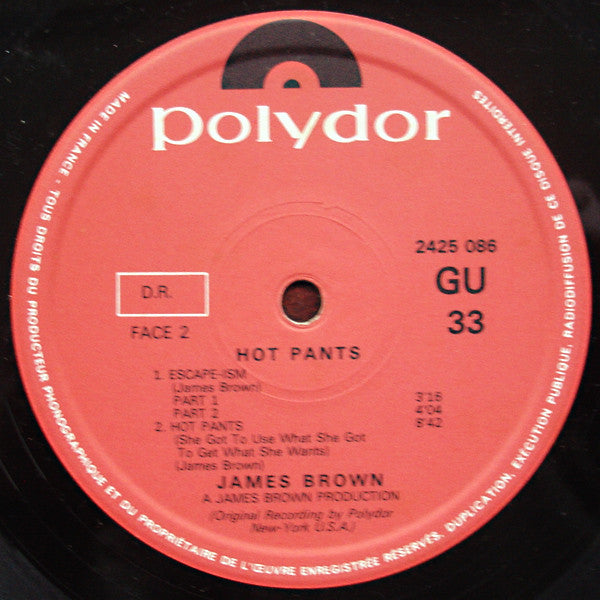 polydor
2425 086
GU
33
D.R.
FACE 2
HOT PANTS
1. ESCAPE-ISM
(James Brown)
PART 1 3'16
PART 2 4'04
2. HOT PANTS 8'42
(She Got To Use What She Got
To Get What She Wants)
(James Brown)
JAMES BROWN
A JAMES BROWN PRODUCTION
(Original Recording by Polydor
New-York U.S.A.)
MADE IN FRANCE - TOUS DROITS DU PRODUCTEUR PHONOGRAPHIQUE ET DU PROPRIÉTAIRE DE L'ŒUVRE ENREGISTRÉE RÉSERVÉS. DUPLICATION, EXÉCUTION PUBLIQUE, RADIODIFFUSION DE CE DISQUE INTERDITES